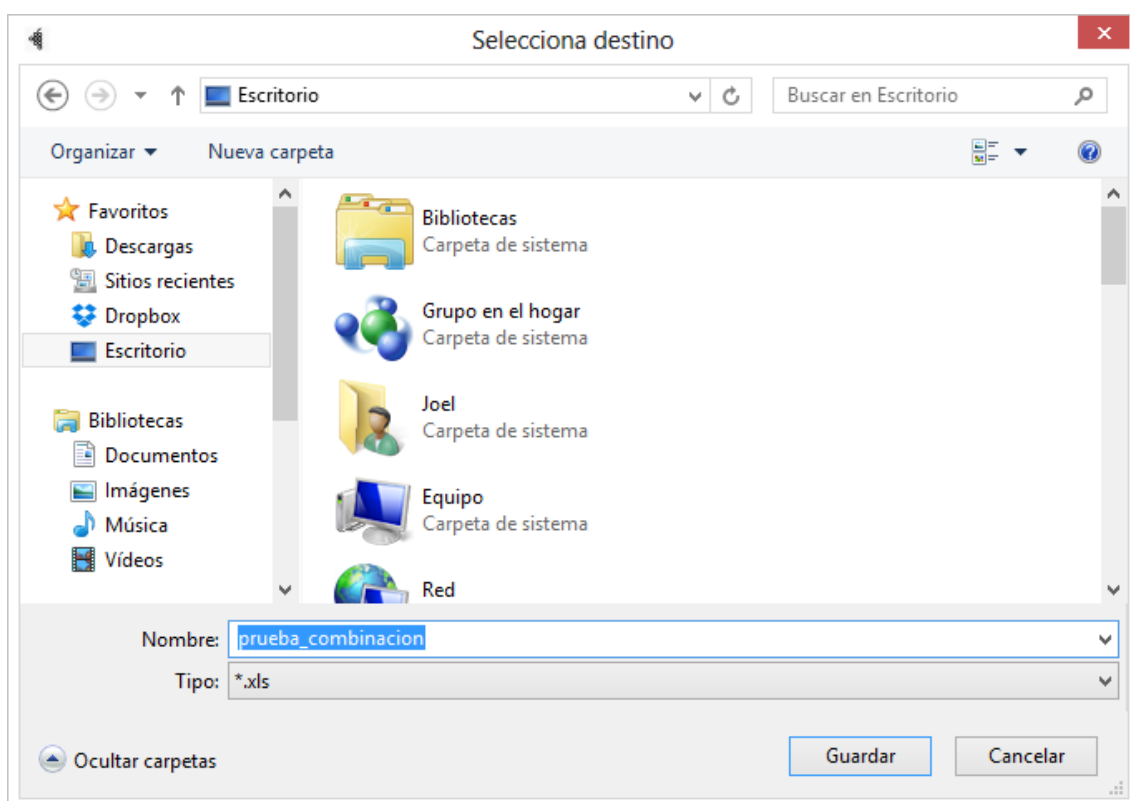 Selecciona destino
Escritorio
Buscar en Escritorio
Organizar
Nueva carpeta
Favoritos
Descargas
Sitios recientes
Dropbox
Escritorio
Bibliotecas
Documentos
Imágenes
Música
Vídeos
Bibliotecas
Carpeta de sistema
Grupo en el hogar
Carpeta de sistema
Joel
Carpeta de sistema
Equipo
Carpeta de sistema
Red
Nombre: prueba_combinacion
Tipo: *.xls
Ocultar carpetas
Guardar
Cancelar